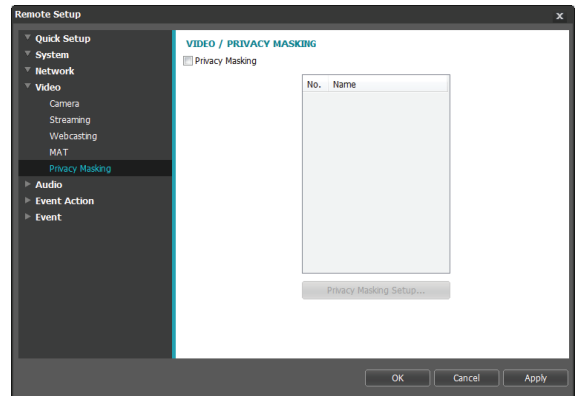 Remote Setup
x
Quick Setup
System
Network
Video
Camera
Streaming
Webcasting
MAT
Privacy Masking
Audio
Event Action
Event
VIDEO / PRIVACY MASKING
Privacy Masking
No. Name
Privacy Masking Setup...
OK Cancel Apply